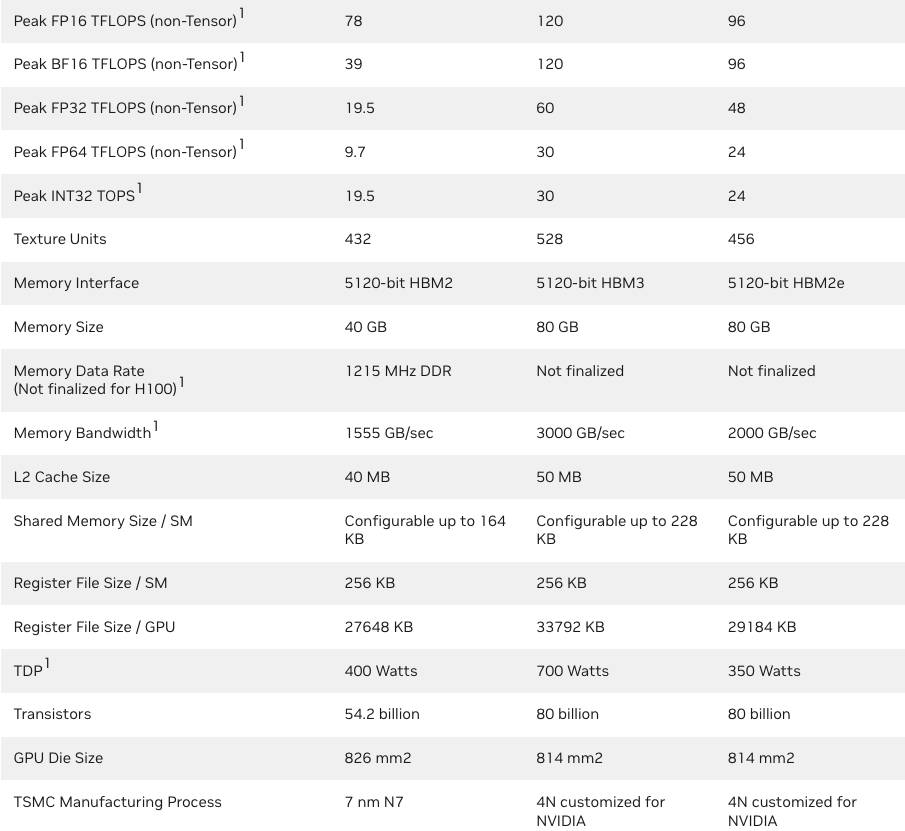 Peak FP16 TFLOPS (non-Tensor)1 78 120 96
Peak BF16 TFLOPS (non-Tensor)1 39 120 96
Peak FP32 TFLOPS (non-Tensor)1 19.5 60 48
Peak FP64 TFLOPS (non-Tensor)1 9.7 30 24
Peak INT32 TOPS1 19.5 30 24
Texture Units 432 528 456
Memory Interface 5120-bit HBM2 5120-bit HBM3 5120-bit HBM2e
Memory Size 40 GB 80 GB 80 GB
Memory Data Rate 1215 MHz DDR Not finalized Not finalized
(Not finalized for H100)1
Memory Bandwidth1 1555 GB/sec 3000 GB/sec 2000 GB/sec
L2 Cache Size 40 MB 50 MB 50 MB
Shared Memory Size / SM Configurable up to 164 Configurable up to 228 Configurable up to 228
KB KB KB
Register File Size / SM 256 KB 256 KB 256 KB
Register File Size / GPU 27648 KB 33792 KB 29184 KB
TDP1 400 Watts 700 Watts 350 Watts
Transistors 54.2 billion 80 billion 80 billion
GPU Die Size 826 mm2 814 mm2 814 mm2
TSMC Manufacturing Process 7 nm N7 4N customized for 4N customized for
NVIDIA NVIDIA